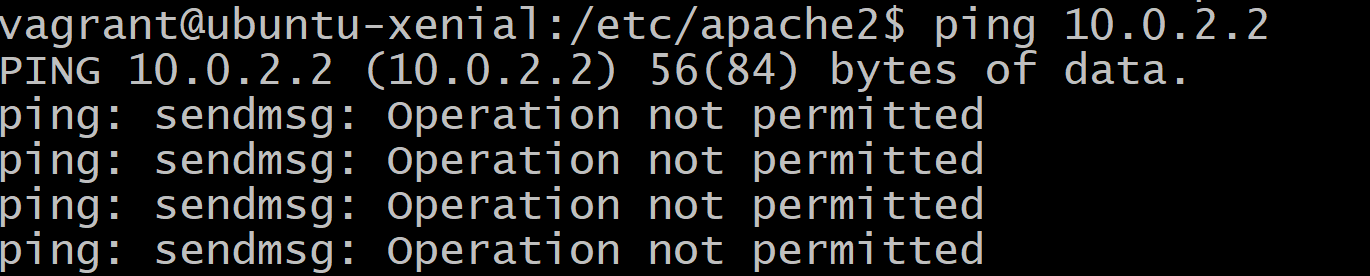 vagrant@ubuntu-xenial:/etc/apache2$ ping 10.0.2.2
PING 10.0.2.2 (10.0.2.2) 56(84) bytes of data.
ping: sendmsg: Operation not permitted
ping: sendmsg: Operation not permitted
ping: sendmsg: Operation not permitted
ping: sendmsg: Operation not permitted